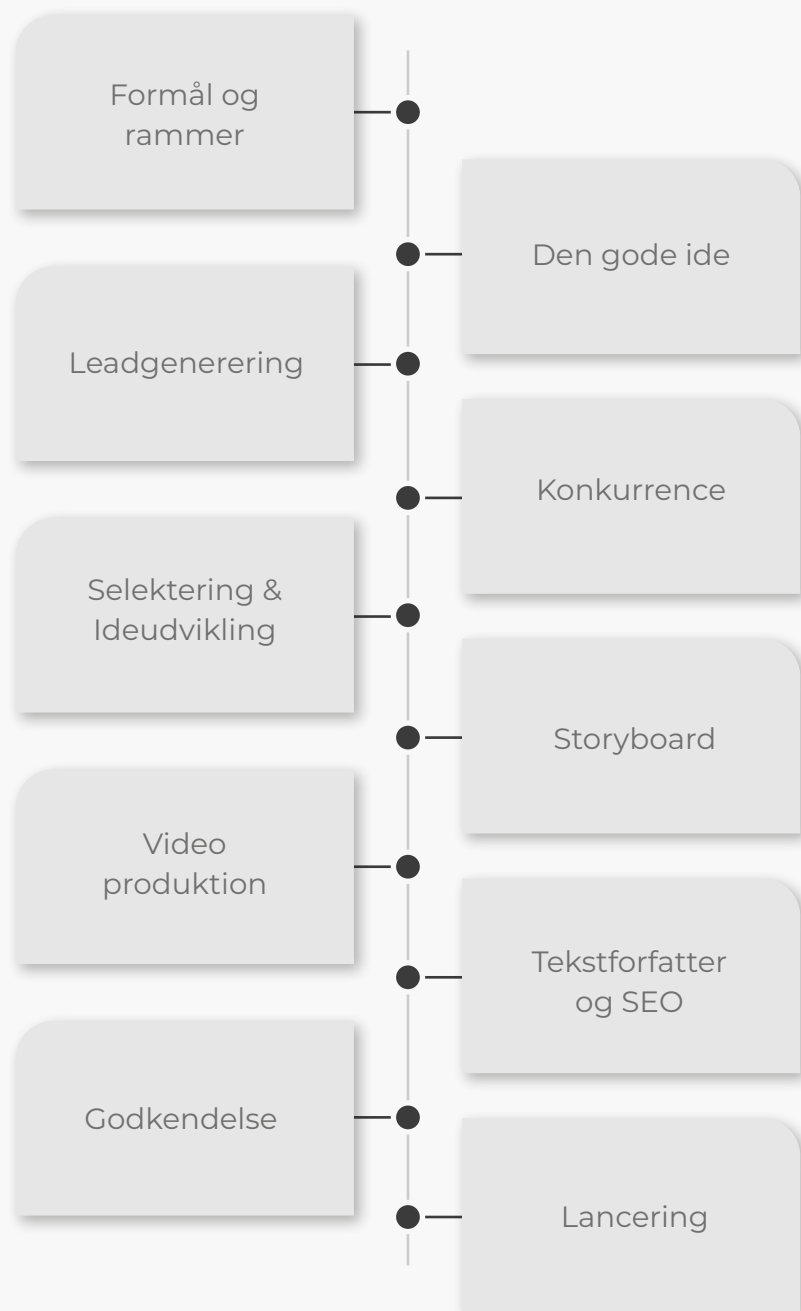 Formål og
rammer
Den gode ide
Leadgenerering
Konkurrence
Selektering &
Ideudvikling
Storyboard
Video
produktion
Tekstforfatter
og SEO
Godkendelse
Lancering